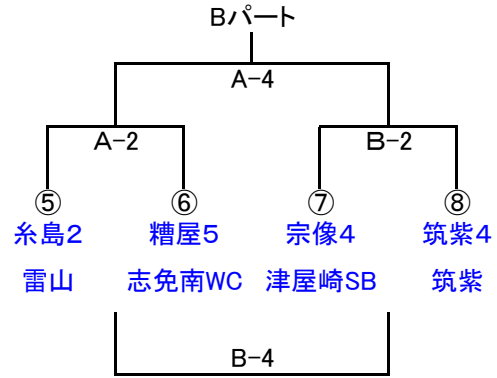 Bパート
A-4
A-2 B-2
⑤ ⑥ ⑦ ⑧
糸島2 糟屋5 宗像4 筑紫4
雷山 志免南WC 津屋崎SB 筑紫
B-4